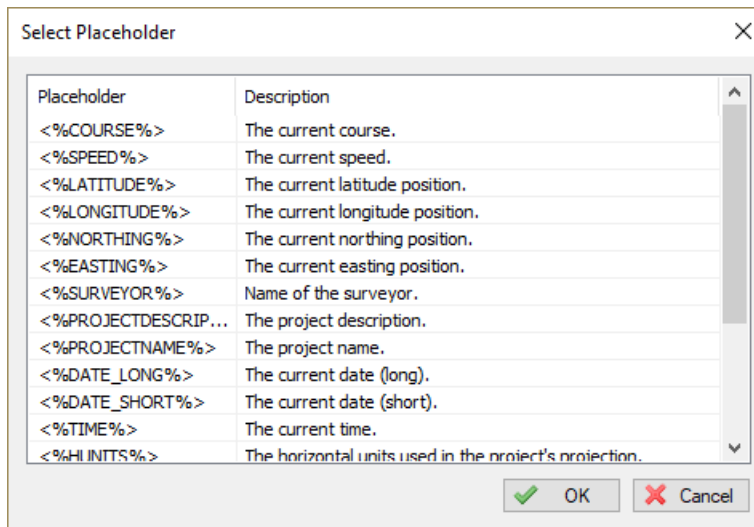 Select Placeholder
Placeholder Description
<%COURSE%> The current course.
<%SPEED%> The current speed.
<%LATITUDE%> The current latitude position.
<%LONGITUDE%> The current longitude position.
<%NORTHING%> The current northing position.
<%EASTING%> The current easting position.
<%SURVEYOR%> Name of the surveyor.
<%PROJECTDESCRIP... The project description.
<%PROJECTNAME%> The project name.
<%DATE_LONG%> The current date (long).
<%DATE_SHORT%> The current date (short).
<%TIME%> The current time.
<%HUNITS%> The horizontal units used in the project's projection.
OK Cancel